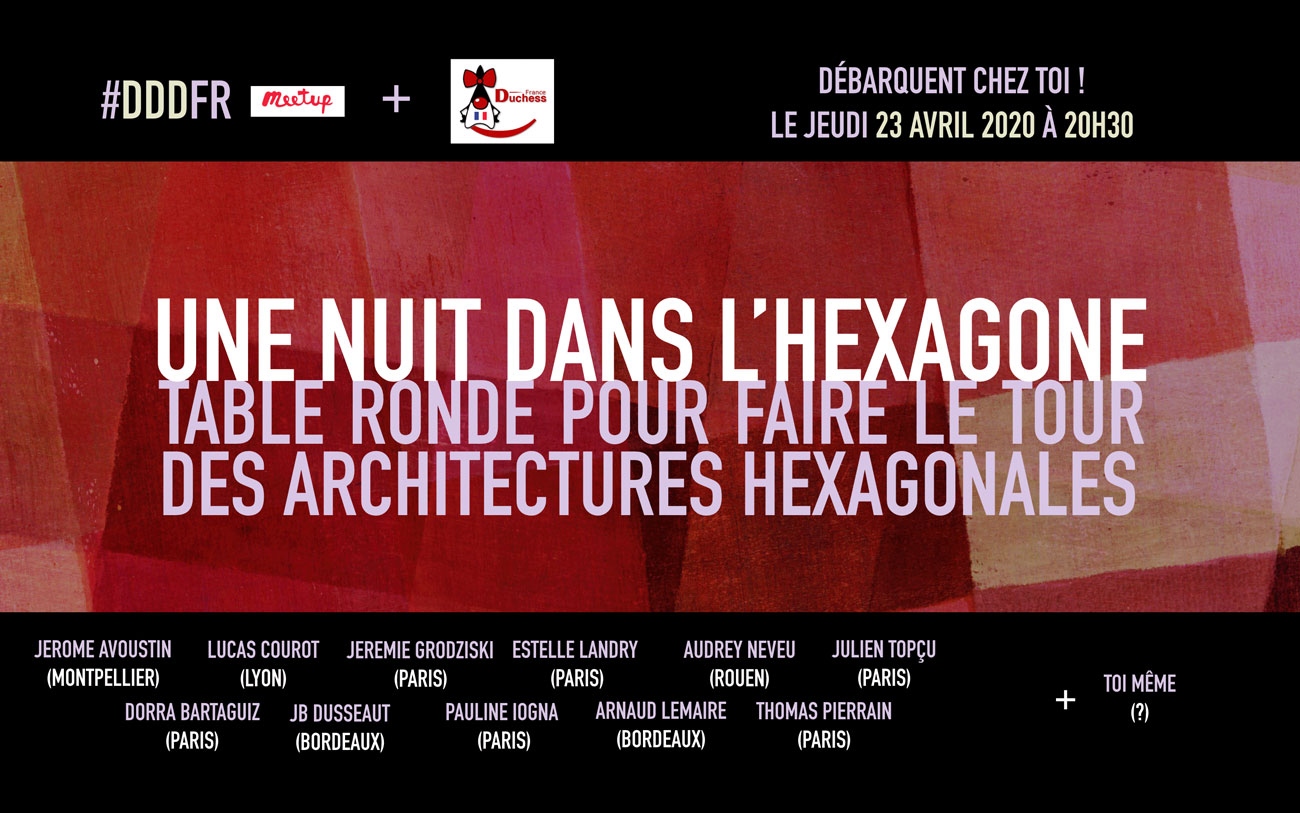 #DDDFR meetup + France Duchess
DÉBARQUENT CHEZ TOI !
LE JEUDI 23 AVRIL 2020 À 20H30
UNE NUIT DANS L'HEXAGONE
TABLE RONDE POUR FAIRE LE TOUR
DES ARCHITECTURES HEXAGONALES
JEROME AVOUSTIN
(MONTPELLIER)
LUCAS COUROT
(LYON)
JEREMIE GRODZISKI
(PARIS)
ESTELLE LANDRY
(PARIS)
AUDREY NEVEU
(ROUEN)
JULIEN TOPÇU
(PARIS)
DORRA BARTAGUIZ
(PARIS)
JB DUSSEAUT
(BORDEAUX)
PAULINE IOGNA
(PARIS)
ARNAUD LEMAIRE
(BORDEAUX)
THOMAS PIERRAIN
(PARIS)
+ TOI MÊME
(?)